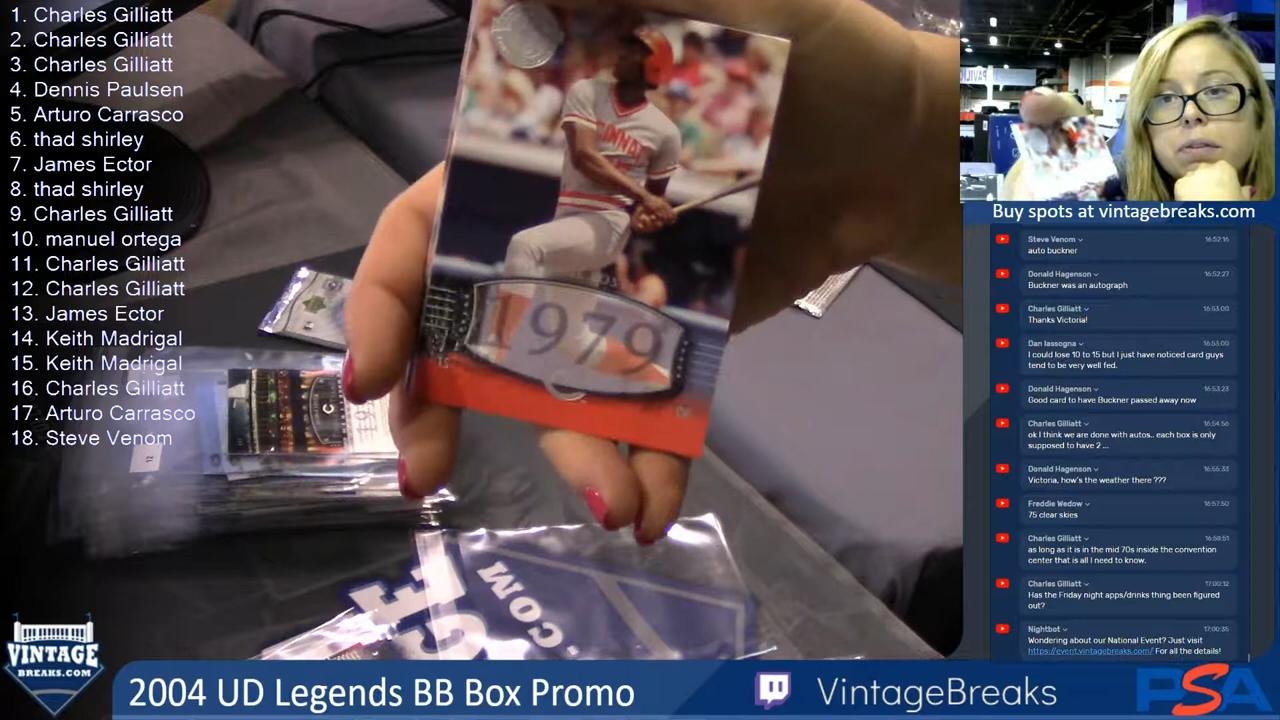 1. Charles Gilliatt
2. Charles Gilliatt
3. Charles Gilliatt
4. Dennis Paulsen
5. Arturo Carrasco
6. thad shirley
7. James Ector
8. thad shirley
9. Charles Gilliatt
10. manuel ortega
11. Charles Gilliatt
12. Charles Gilliatt
13. James Ector
14. Keith Madrigal
15. Keith Madrigal
16. Charles Gilliatt
17. Arturo Carrasco
18. Steve Venom
1979
12
C
.COM
Buy spots at vintagebreaks.com
Steve Venom 16:52:16
auto buckner
Donald Hagenson 16:52:27
Buckner was an autograph
Charles Gilliatt 16:53:00
Thanks Victoria!
Dan Iassogna 16:53:00
I could lose 10 to 15 but I just have noticed card guys
tend to be very well fed.
Donald Hagenson 16:53:23
Good card to have Buckner passed away now
Charles Gilliatt 16:54:56
ok I think we are done with autos.. each box is only
supposed to have 2 ...
Donald Hagenson 16:55:33
Victoria, how's the weather there ???
Freddie Wedow 16:57:50
75 clear skies
Charles Gilliatt 16:58:51
as long as it is in the mid 70s inside the convention
center that is all I need to know.
Charles Gilliatt 17:00:12
Has the Friday night apps/drinks thing been figured
out?
Nightbot 17:00:35
Wondering about our National Event? Just visit
https://event.vintagebreaks.com/ For all the details!
VINTAGE
BREAKS.COM
2004 UD Legends BB Box Promo
VintageBreaks
PSA